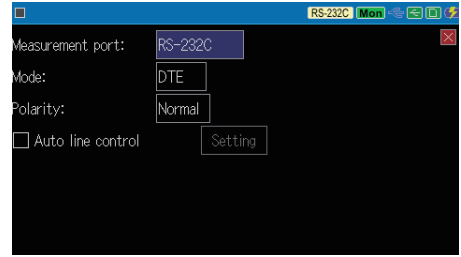 RS-232C Mon
Measurement port: RS-232C
Mode: DTE
Polarity: Normal
Auto line control Setting